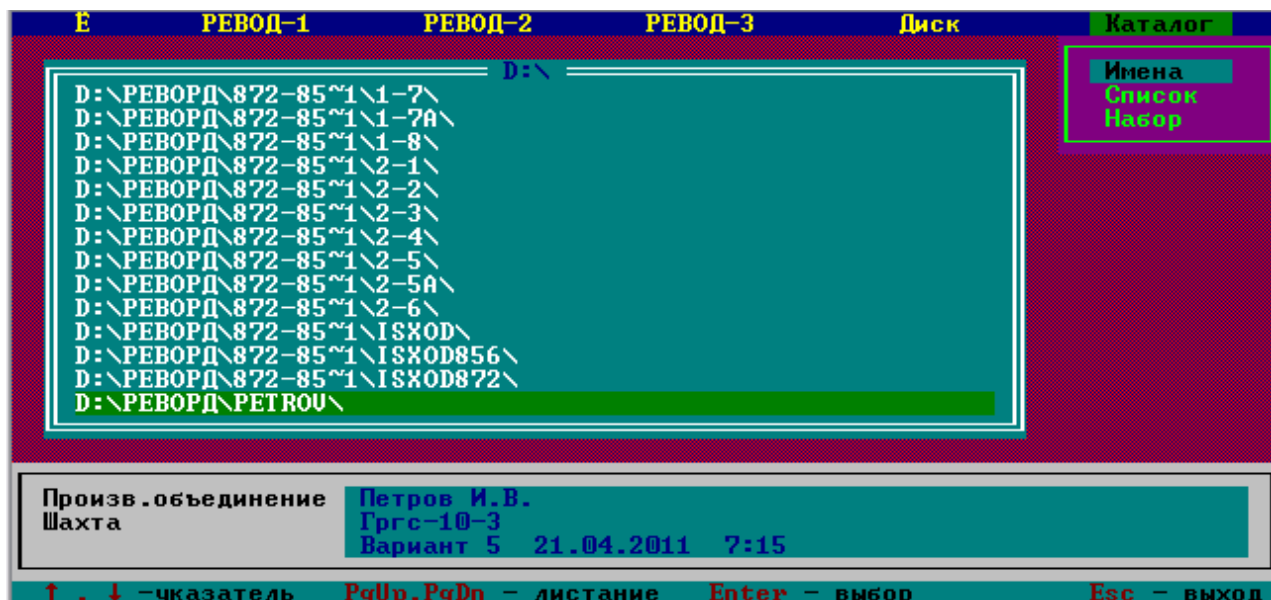 Ё РЕВОД-1 РЕВОД-2 РЕВОД-3 Диск Каталог
D:\
Имена
Список
Набор
D:\РЕВОРД\872-85~1\1-7\
D:\РЕВОРД\872-85~1\1-7A\
D:\РЕВОРД\872-85~1\1-8\
D:\РЕВОРД\872-85~1\2-1\
D:\РЕВОРД\872-85~1\2-2\
D:\РЕВОРД\872-85~1\2-3\
D:\РЕВОРД\872-85~1\2-4\
D:\РЕВОРД\872-85~1\2-5\
D:\РЕВОРД\872-85~1\2-5A\
D:\РЕВОРД\872-85~1\2-6\
D:\РЕВОРД\872-85~1\ISXOD\
D:\РЕВОРД\872-85~1\ISXOD856\
D:\РЕВОРД\872-85~1\ISXOD872\
D:\РЕВОРД\PETROV\
Произв.объединение Петров И.В.
Шахта Гргс-10-3
Вариант 5 21.04.2011 7:15
↑ , ↓ -указатель PgUp,PgDn - листание Enter - выбор Esc - выход